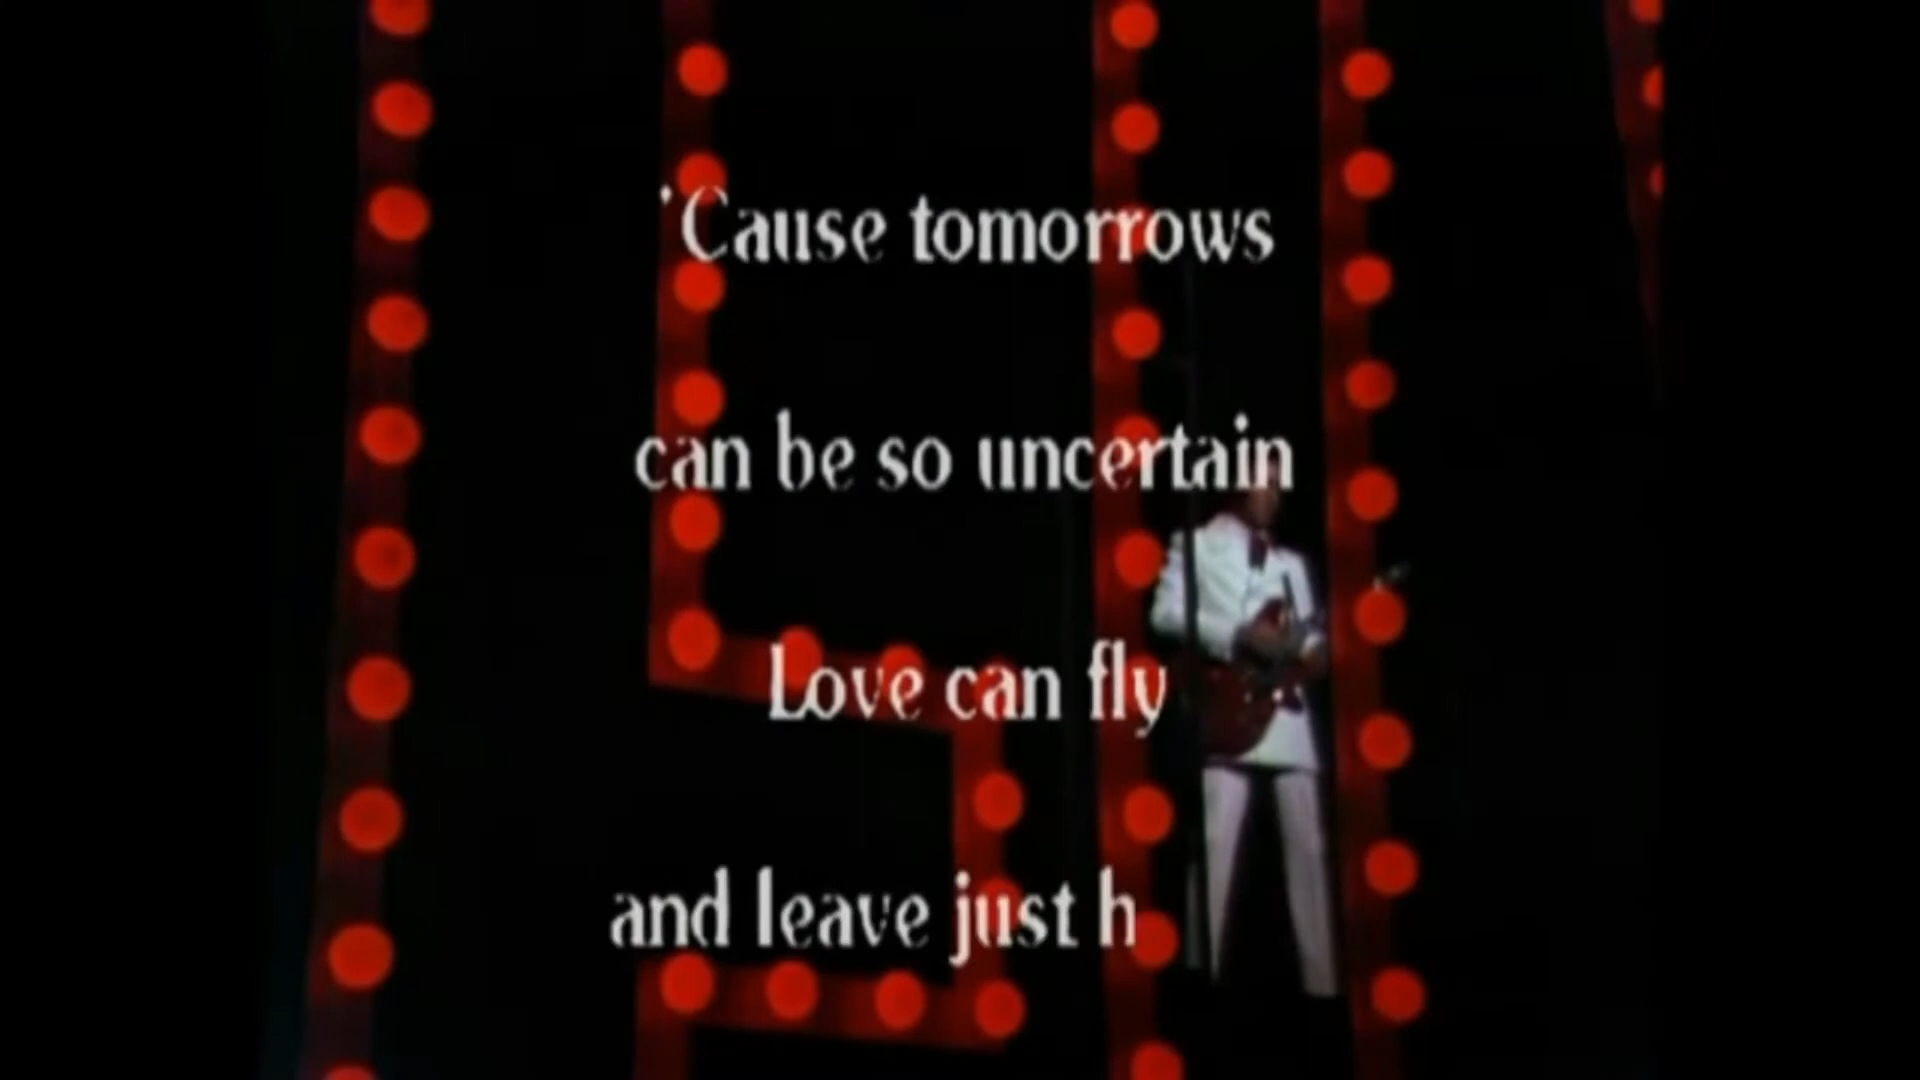 'Cause tomorrows
can be so uncertain
Love can fly
and leave just h